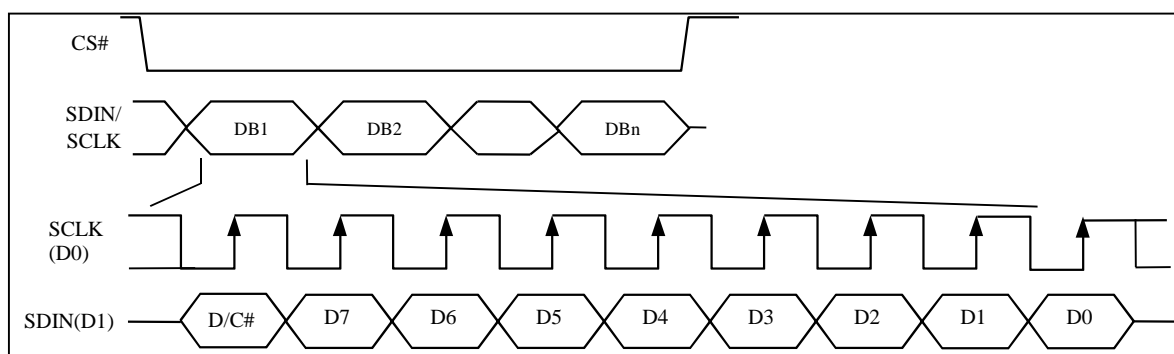 CS#
SDIN/
SCLK
DB1 DB2 DBn
SCLK
(D0)
SDIN(D1) D/C# D7 D6 D5 D4 D3 D2 D1 D0